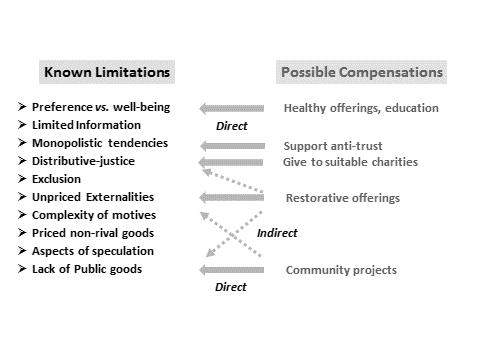 Known Limitations Possible Compensations
Preference vs. well-being Healthy offerings, education
Limited Information Direct
Monopolistic tendencies Support anti-trust
Distributive-justice Give to suitable charities
Exclusion
Unpriced Externalities Restorative offerings
Complexity of motives
Priced non-rival goods Indirect
Aspects of speculation
Lack of Public goods Community projects
Direct